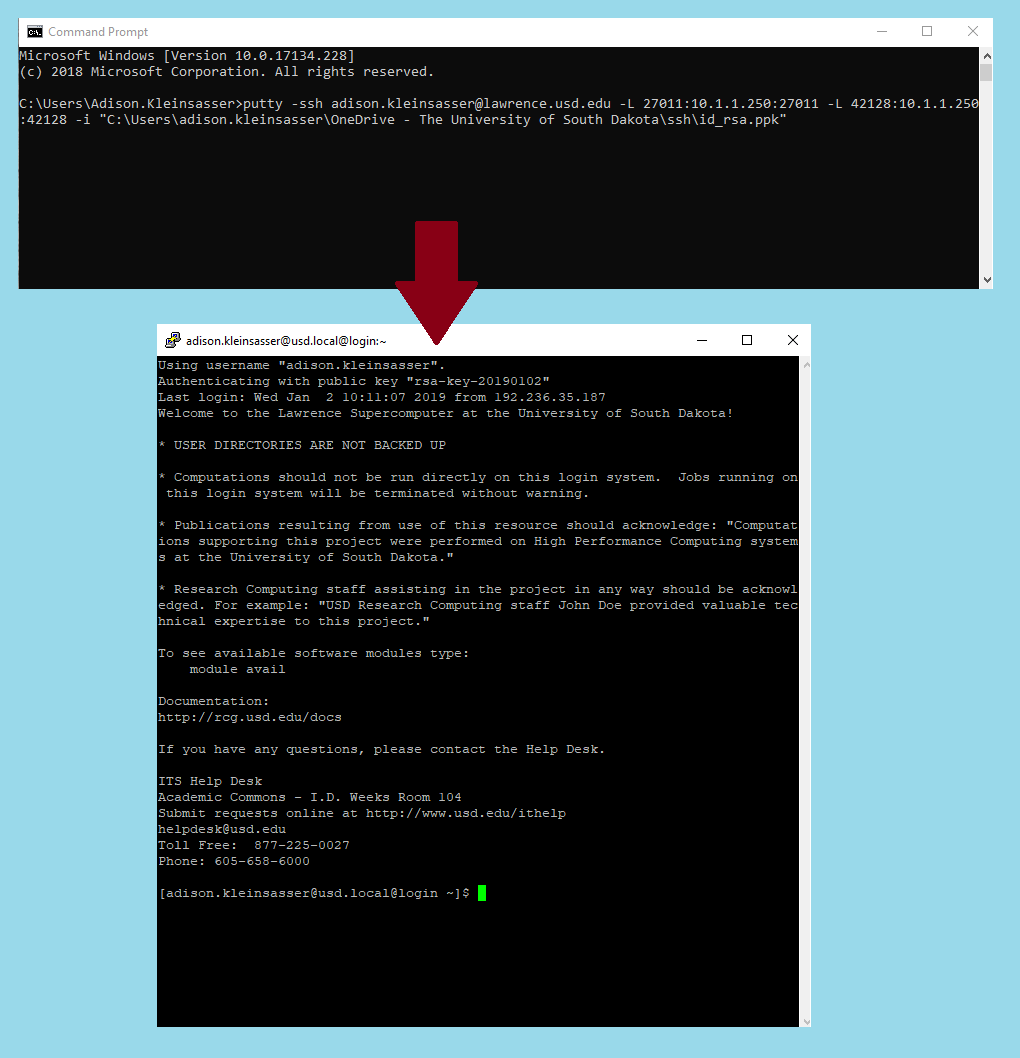 Command Prompt
Microsoft Windows [Version 10.0.17134.228]
(c) 2018 Microsoft Corporation. All rights reserved.
C:\Users\Adison.Kleinsasser>putty -ssh adison.kleinsasser@lawrence.usd.edu -L 27011:10.1.1.250:27011 -L 42128:10.1.1.250
:42128 -i "C:\Users\adison.kleinsasser\OneDrive - The University of South Dakota\ssh\id_rsa.ppk"
adison.kleinsasser@usd.local@login:~
Using username "adison.kleinsasser".
Authenticating with public key "rsa-key-20190102"
Last login: Wed Jan  2 10:11:07 2019 from 192.236.35.187
Welcome to the Lawrence Supercomputer at the University of South Dakota!
* USER DIRECTORIES ARE NOT BACKED UP
* Computations should not be run directly on this login system.  Jobs running on
 this login system will be terminated without warning.
* Publications resulting from use of this resource should acknowledge: "Computat
ions supporting this project were performed on High Performance Computing system
s at the University of South Dakota."
* Research Computing staff assisting in the project in any way should be acknowl
edged. For example: "USD Research Computing staff John Doe provided valuable tec
hnical expertise to this project."
To see available software modules type:
    module avail
Documentation:
http://rcg.usd.edu/docs
If you have any questions, please contact the Help Desk.
ITS Help Desk
Academic Commons - I.D. Weeks Room 104
Submit requests online at http://www.usd.edu/ithelp
helpdesk@usd.edu
Toll Free:  877-225-0027
Phone: 605-658-6000
[adison.kleinsasser@usd.local@login ~]$